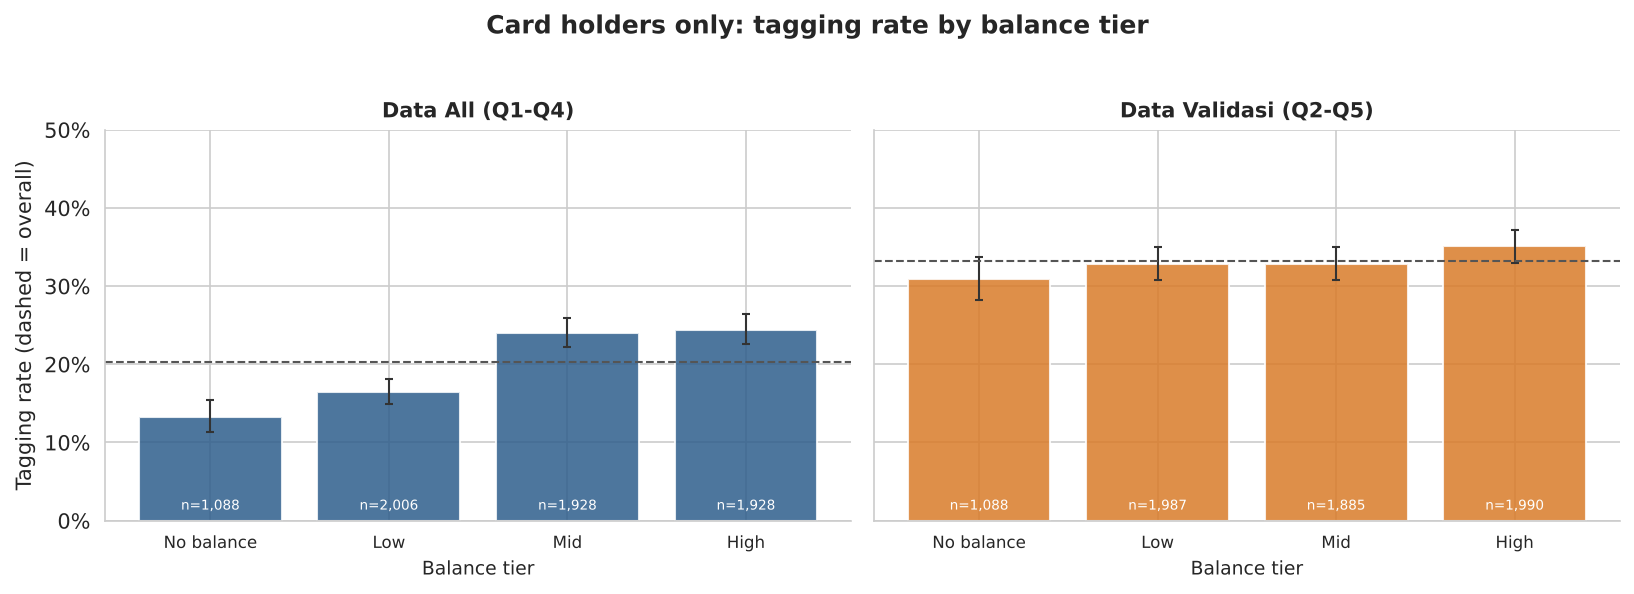 Card holders only: tagging rate by balance tier
Data All (Q1-Q4)
Tagging rate (dashed = overall)
50%
40%
30%
20%
10%
0%
n=1,088
n=2,006
n=1,928
n=1,928
No balance
Low
Mid
High
Balance tier
Data Validasi (Q2-Q5)
n=1,088
n=1,987
n=1,885
n=1,990
No balance
Low
Mid
High
Balance tier